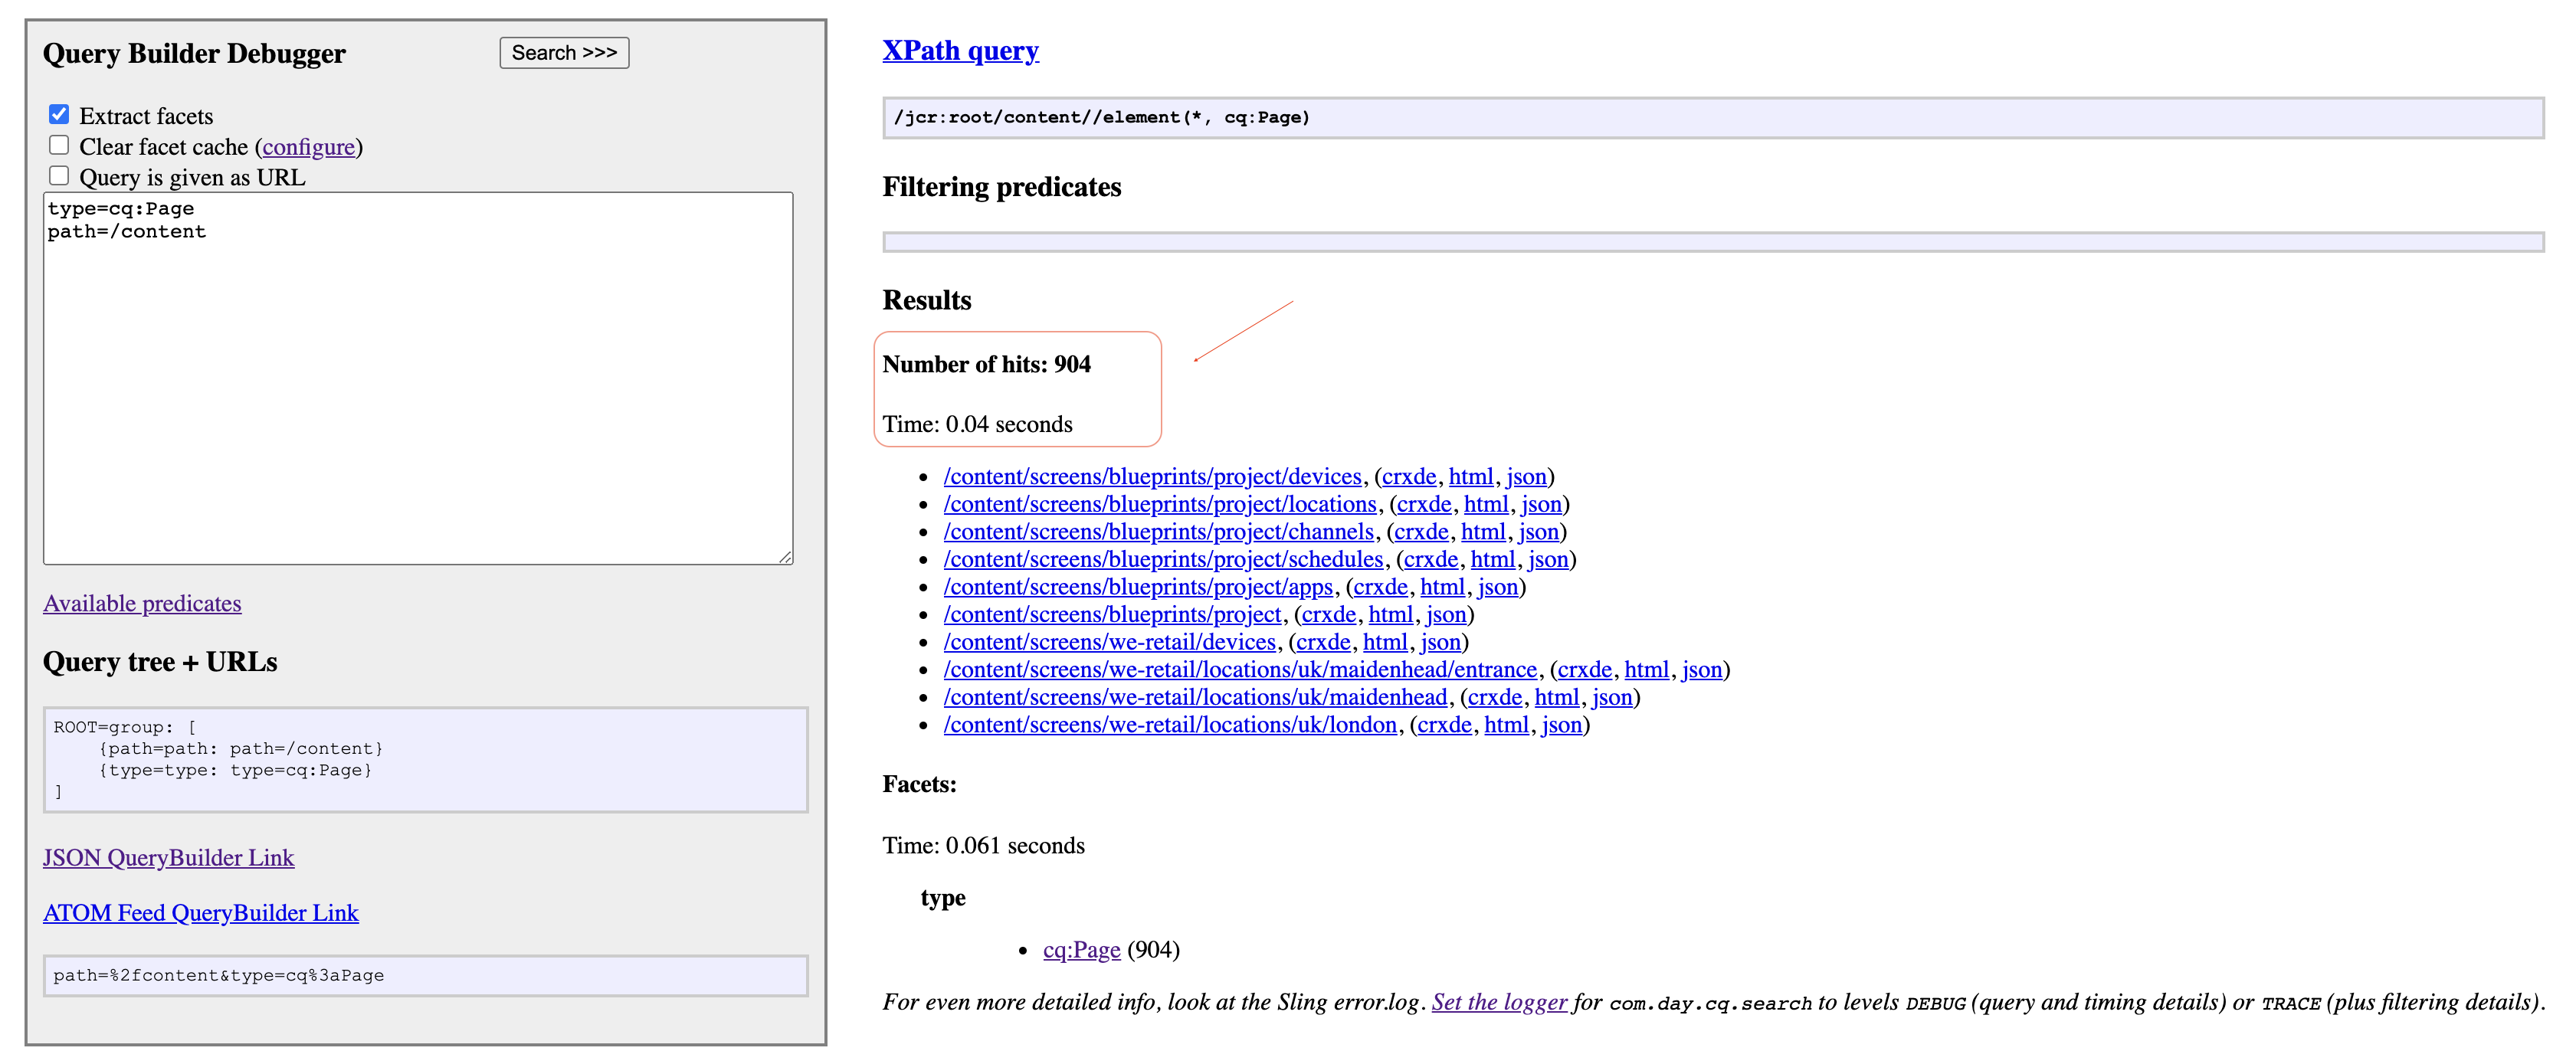 Query Builder Debugger
Search >>>
Extract facets
Clear facet cache (configure)
Query is given as URL
type=cq:Page
path=/content
Available predicates
Query tree + URLs
ROOT=group: [
    {path=path: path=/content}
    {type=type: type=cq:Page}
]
JSON QueryBuilder Link
ATOM Feed QueryBuilder Link
path=%2fcontent&type=cq%3aPage
XPath query
/jcr:root/content//element(*, cq:Page)
Filtering predicates
Results
Number of hits: 904
Time: 0.04 seconds
• /content/screens/blueprints/project/devices, (crxde, html, json)
• /content/screens/blueprints/project/locations, (crxde, html, json)
• /content/screens/blueprints/project/channels, (crxde, html, json)
• /content/screens/blueprints/project/schedules, (crxde, html, json)
• /content/screens/blueprints/project/apps, (crxde, html, json)
• /content/screens/blueprints/project, (crxde, html, json)
• /content/screens/we-retail/devices, (crxde, html, json)
• /content/screens/we-retail/locations/uk/maidenhead/entrance, (crxde, html, json)
• /content/screens/we-retail/locations/uk/maidenhead, (crxde, html, json)
• /content/screens/we-retail/locations/uk/london, (crxde, html, json)
Facets:
Time: 0.061 seconds
type
• cq:Page (904)
For even more detailed info, look at the Sling error.log. Set the logger for com.day.cq.search to levels DEBUG (query and timing details) or TRACE (plus filtering details).